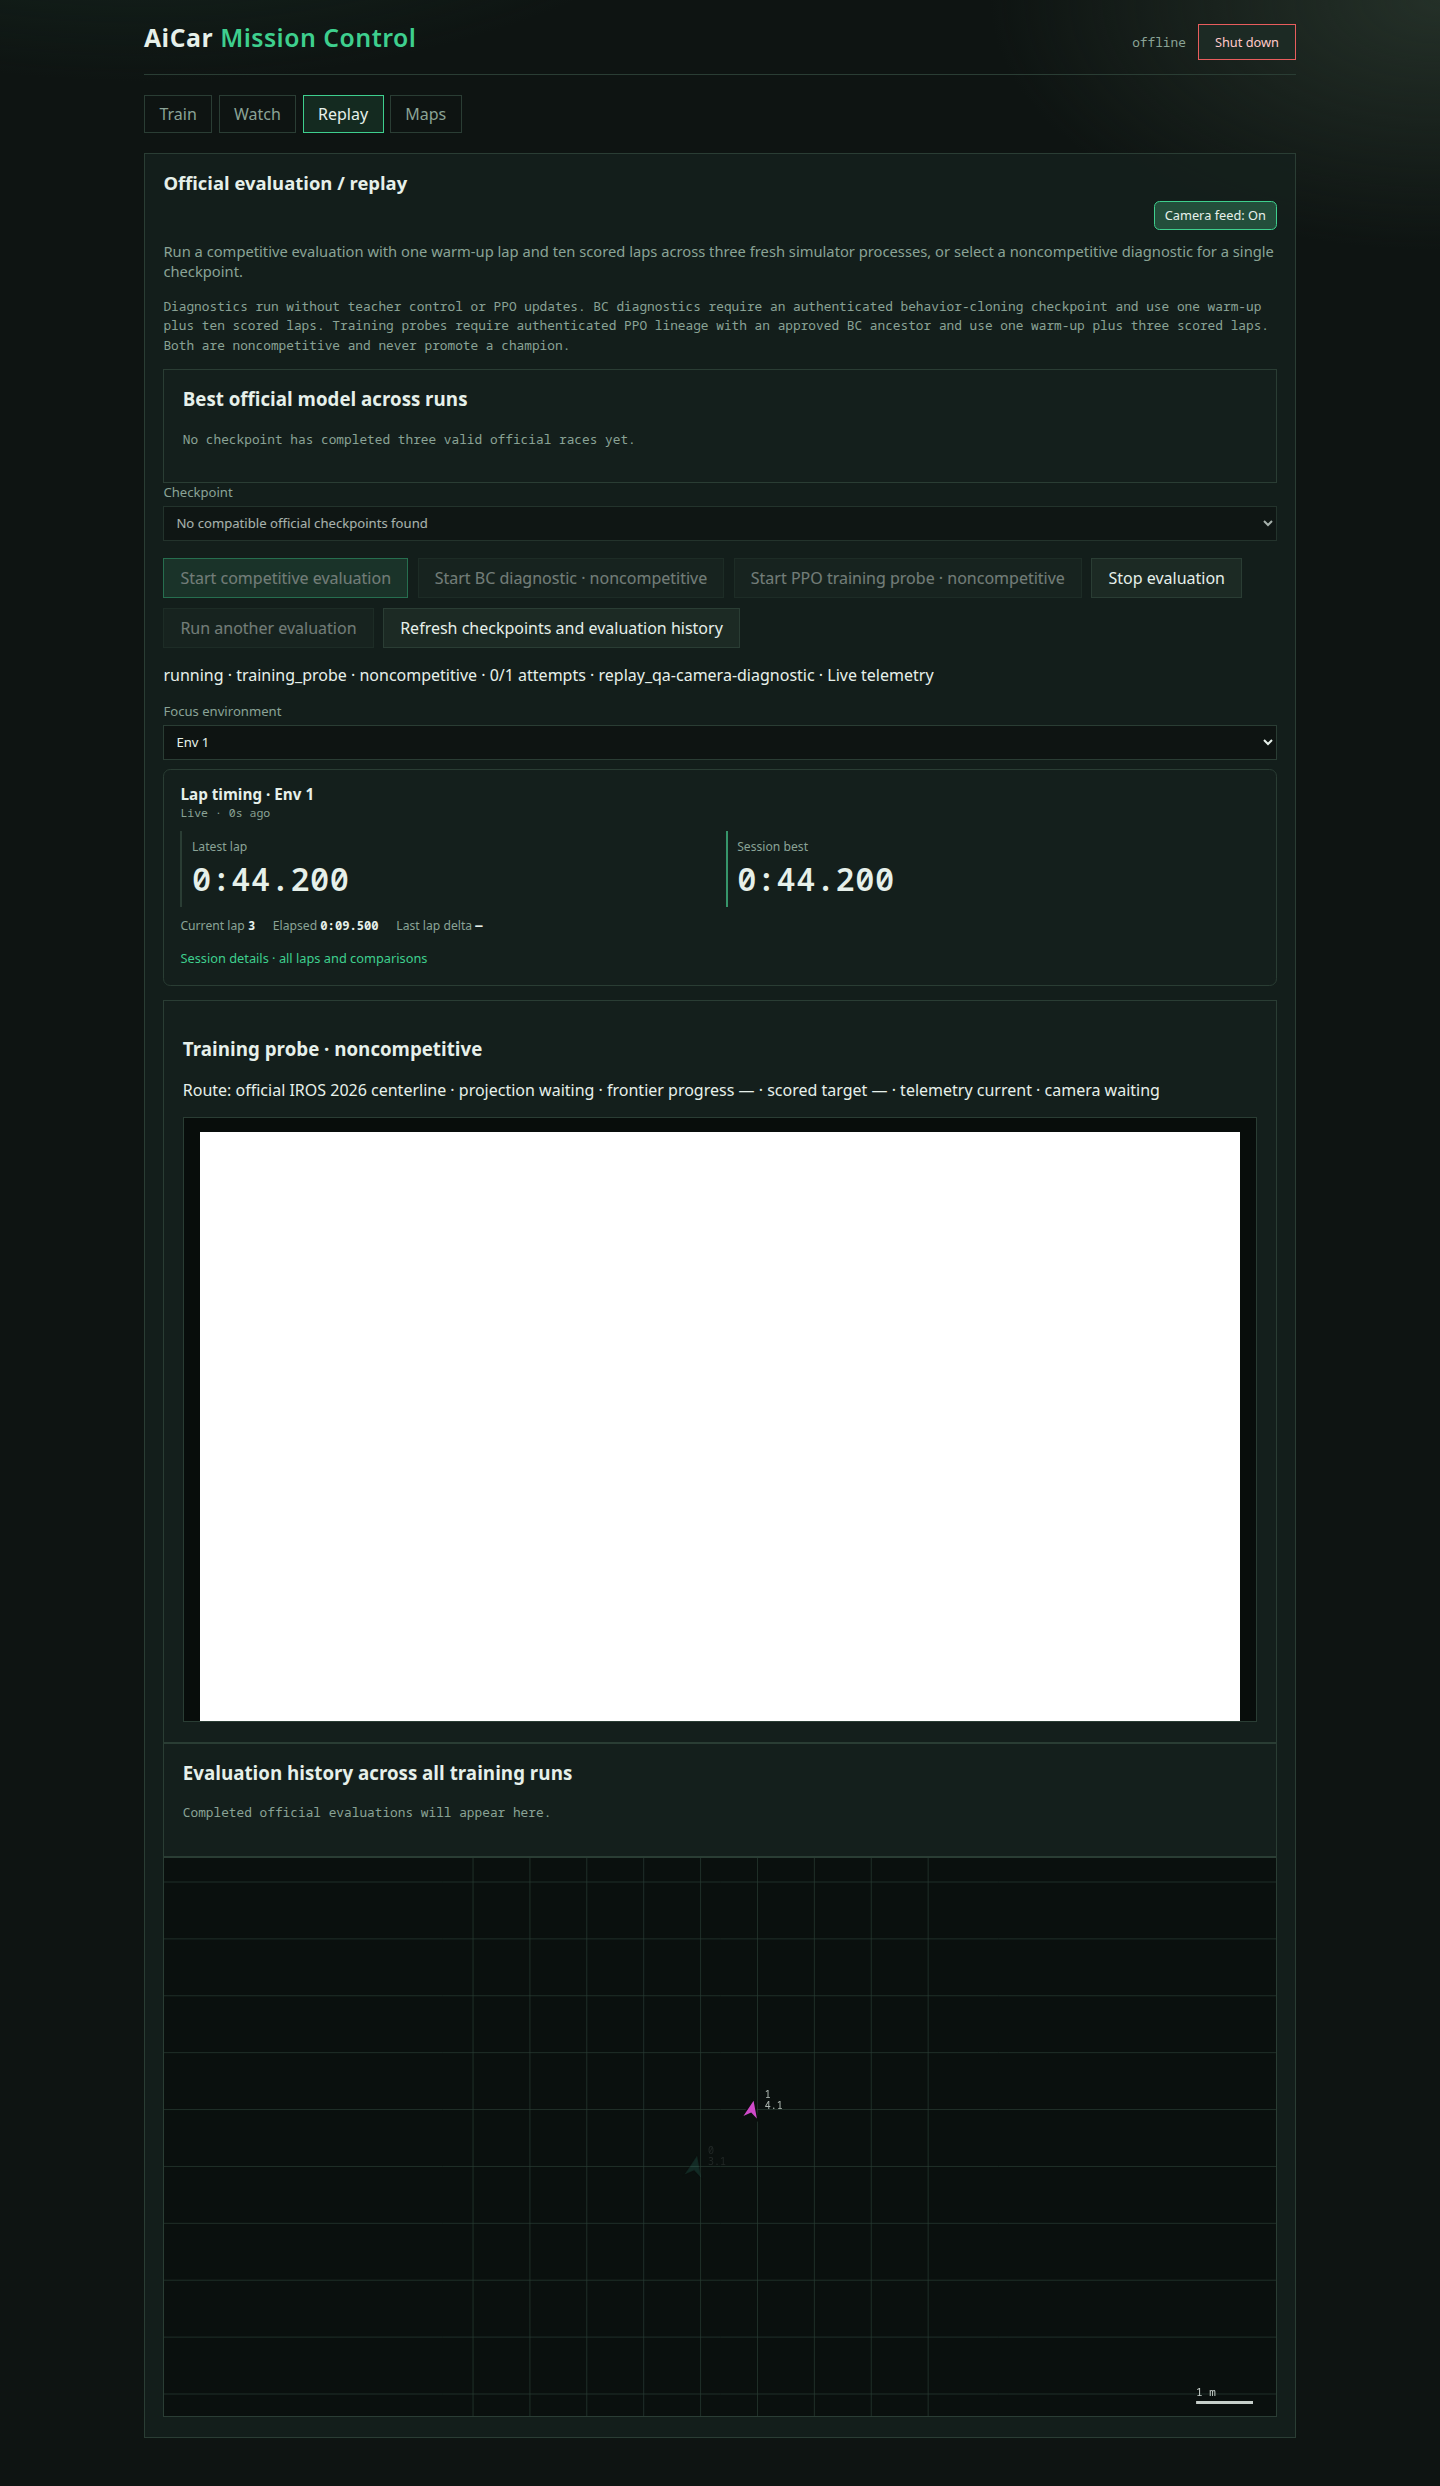 AiCar Mission Control
offline
Shut down
Train
Watch
Replay
Maps
Official evaluation / replay
Camera feed: On
Run a competitive evaluation with one warm-up lap and ten scored laps across three fresh simulator processes, or select a noncompetitive diagnostic for a single
checkpoint.
Diagnostics run without teacher control or PPO updates. BC diagnostics require an authenticated behavior-cloning checkpoint and use one warm-up
plus ten scored laps. Training probes require authenticated PPO lineage with an approved BC ancestor and use one warm-up plus three scored laps.
Both are noncompetitive and never promote a champion.
Best official model across runs
No checkpoint has completed three valid official races yet.
Checkpoint
No compatible official checkpoints found
Start competitive evaluation
Start BC diagnostic · noncompetitive
Start PPO training probe · noncompetitive
Stop evaluation
Run another evaluation
Refresh checkpoints and evaluation history
running · training_probe · noncompetitive · 0/1 attempts · replay_qa-camera-diagnostic · Live telemetry
Focus environment
Env 1
Lap timing · Env 1
Live · 0s ago
Latest lap
0:44.200
Session best
0:44.200
Current lap 3 Elapsed 0:09.500 Last lap delta —
Session details · all laps and comparisons
Training probe · noncompetitive
Route: official IROS 2026 centerline · projection waiting · frontier progress — · scored target — · telemetry current · camera waiting
Evaluation history across all training runs
Completed official evaluations will appear here.
1
4.1
0
3.1
1 m